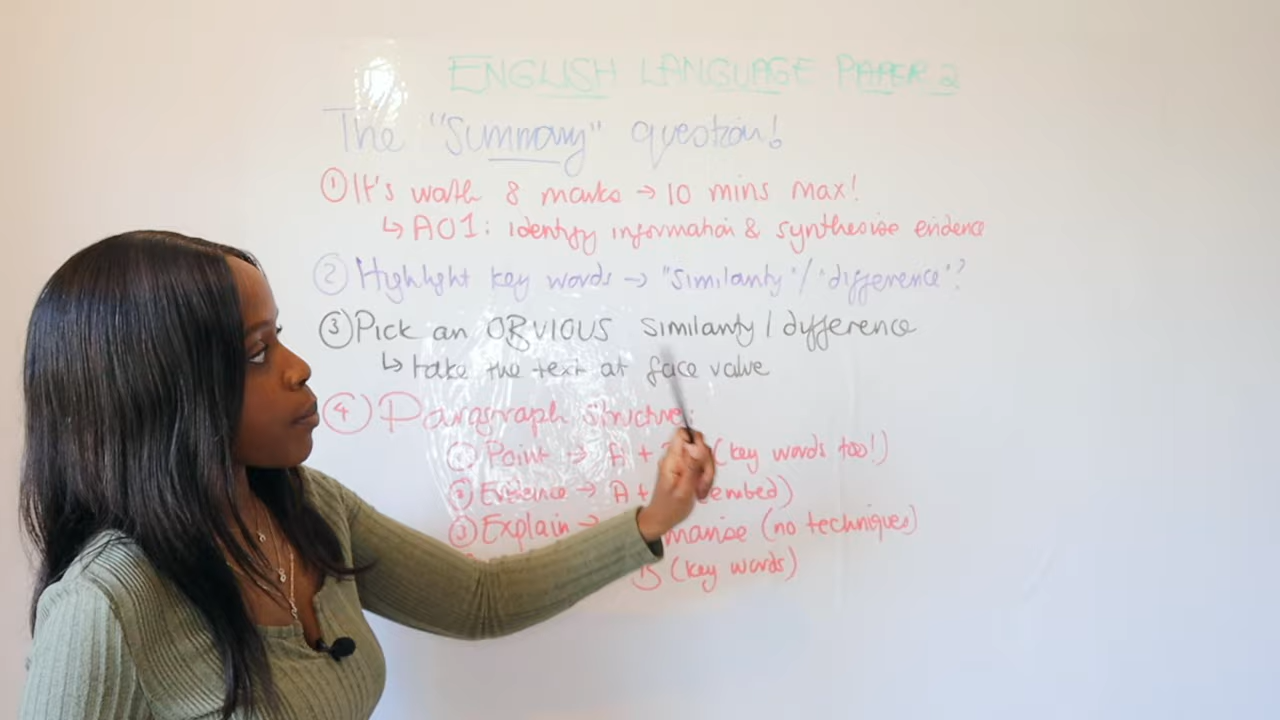 ENGLISH LANGUAGE PAPER 2
The "Summary" question!
① It's worth 8 marks → 10 mins max!
↳ AO1: identify information & synthesise evidence
② Highlight key words → "Similarity" / "difference"?
③ Pick an OBVIOUS similarity / difference
↳ take the text at face value
④ Paragraph structure:
① Point → A + (key words too!)
② Evidence → A + embed)
③ Explain → marise (no techniques)
B (key words)